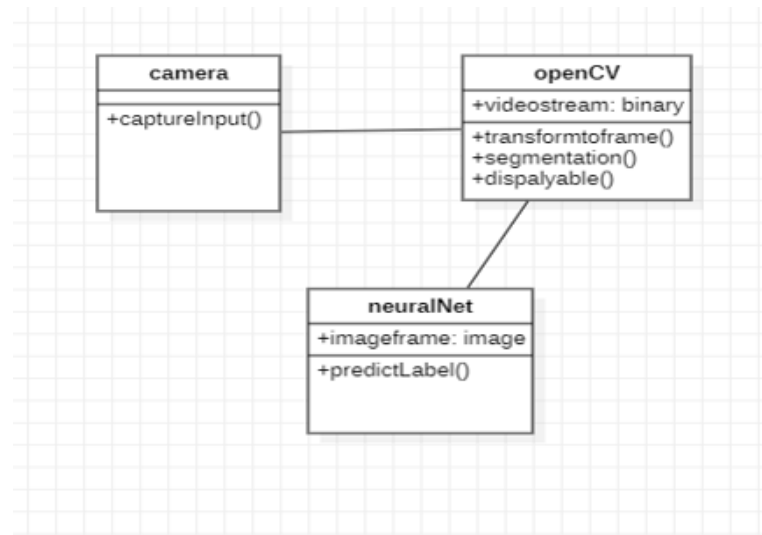 camera
+captureInput()
openCV
+videostream: binary
+transformtoframe()
+segmentation()
+dispalyable()
neuralNet
+imageframe: image
+predictLabel()